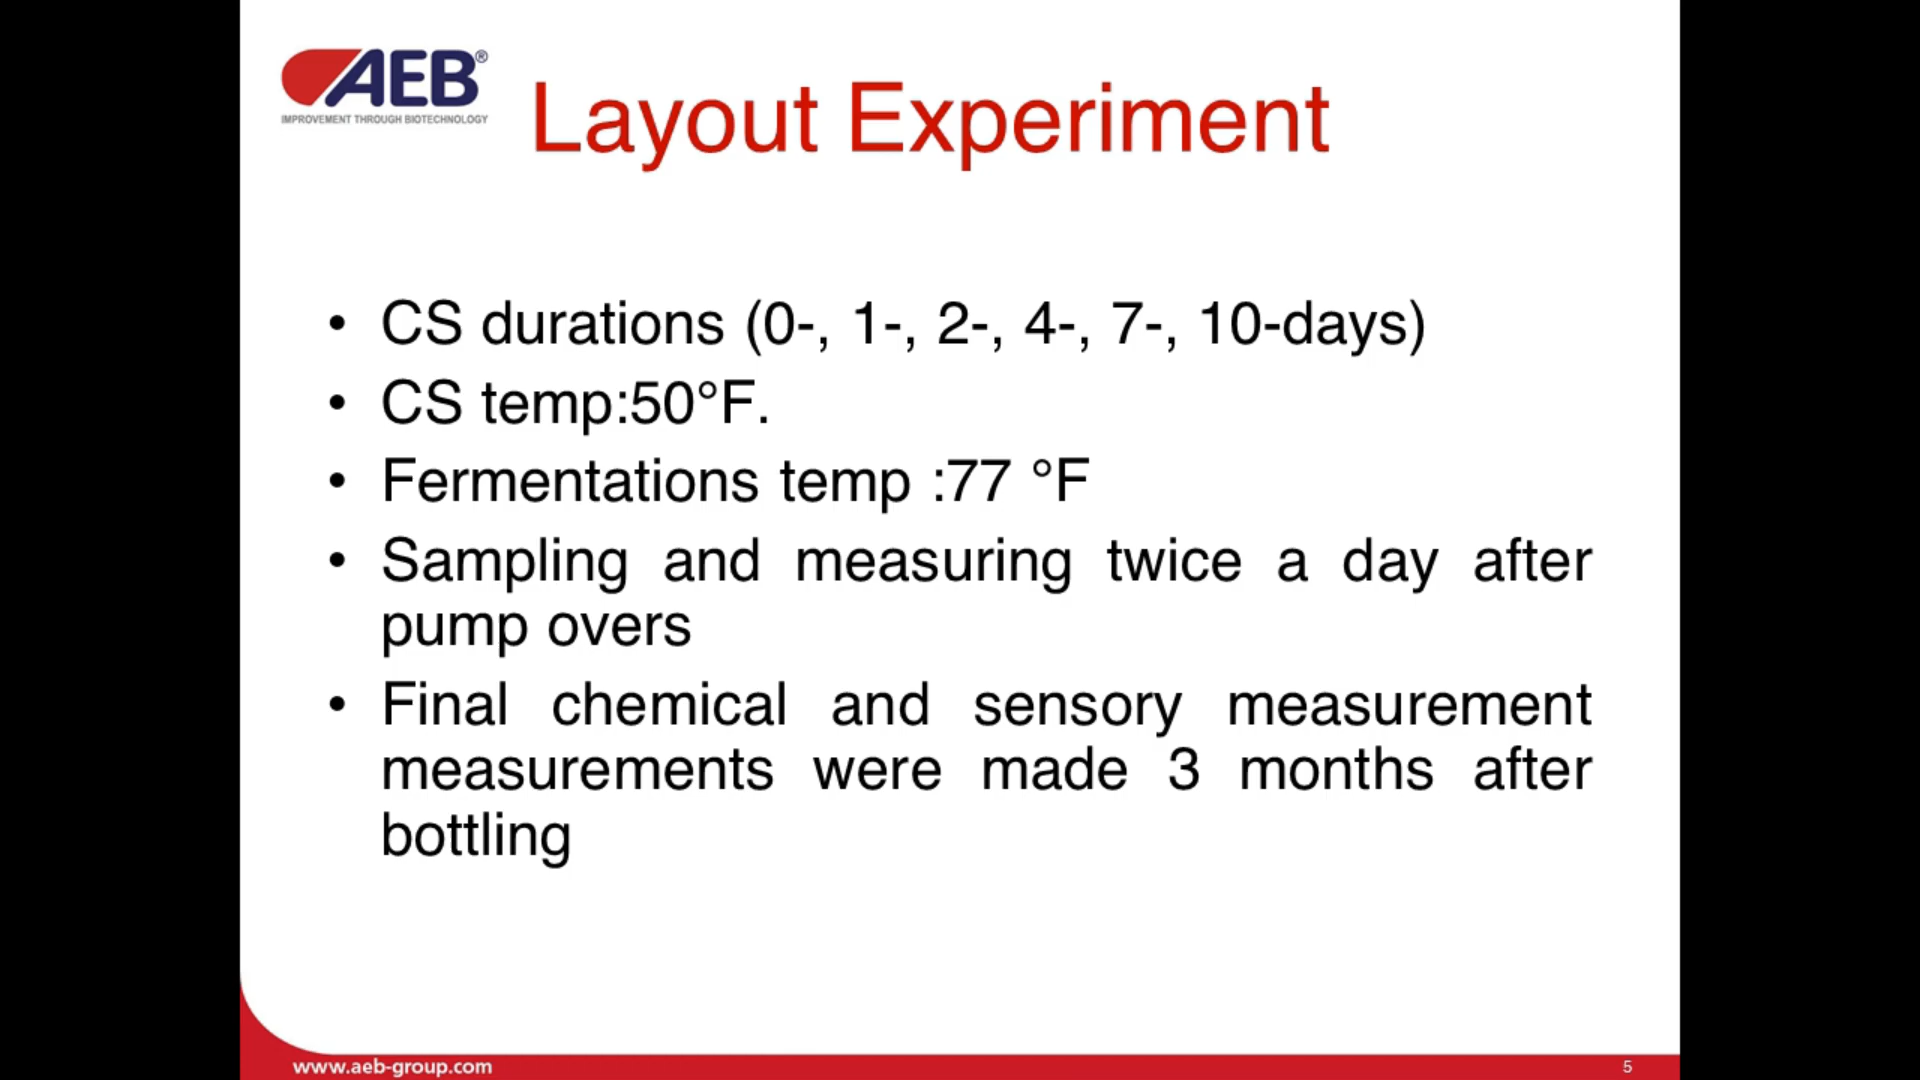 AEB®
IMPROVEMENT THROUGH BIOTECHNOLOGY
Layout Experiment
• CS durations (0-, 1-, 2-, 4-, 7-, 10-days)
• CS temp:50°F.
• Fermentations temp :77 °F
• Sampling and measuring twice a day after
pump overs
• Final chemical and sensory measurement
measurements were made 3 months after
bottling
www.aeb-group.com
5